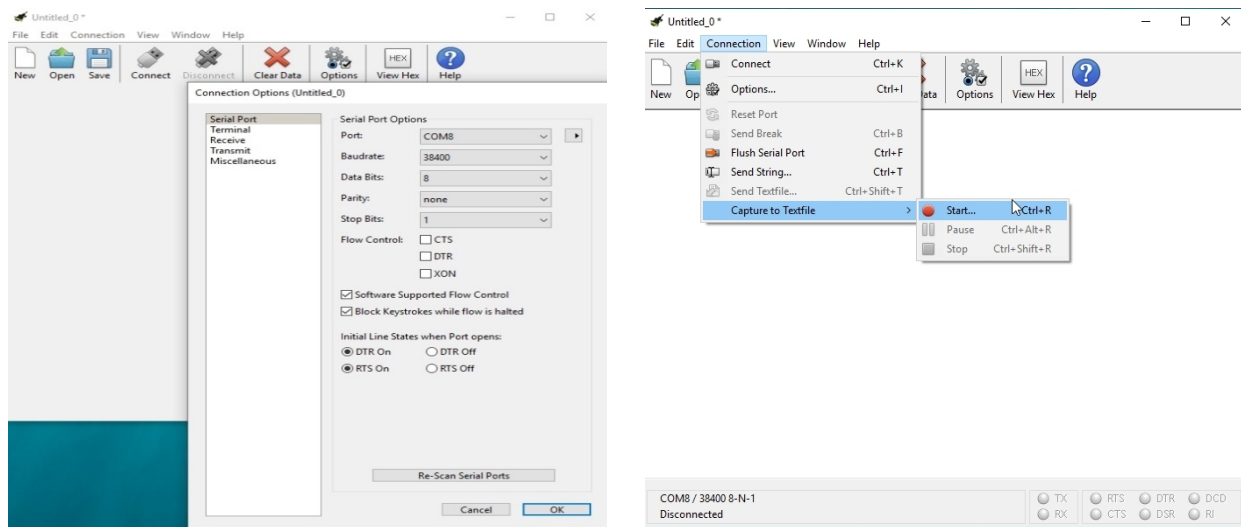 Untitled_0 *
File Edit Connection View Window Help
New Open Save Connect Disconnect Clear Data Options HEX View Hex ? Help
Connection Options (Untitled_0)
Serial Port
Terminal
Receive
Transmit
Miscellaneous
Serial Port Options
Port: COM8
Baudrate: 38400
Data Bits: 8
Parity: none
Stop Bits: 1
Flow Control: CTS
DTR
XON
Software Supported Flow Control
Block Keystrokes while flow is halted
Initial Line States when Port opens:
DTR On DTR Off
RTS On RTS Off
Re-Scan Serial Ports
Cancel OK
Untitled_0 *
File Edit Connection View Window Help
New Op ata Options HEX View Hex ? Help
Connect Ctrl+K
Options... Ctrl+I
Reset Port
Send Break Ctrl+B
Flush Serial Port Ctrl+F
Send String... Ctrl+T
Send Textfile... Ctrl+Shift+T
Capture to Textfile
Start... Ctrl+R
Pause Ctrl+Alt+R
Stop Ctrl+Shift+R
COM8 / 38400 8-N-1
Disconnected
TX RTS DTR DCD
RX CTS DSR RI